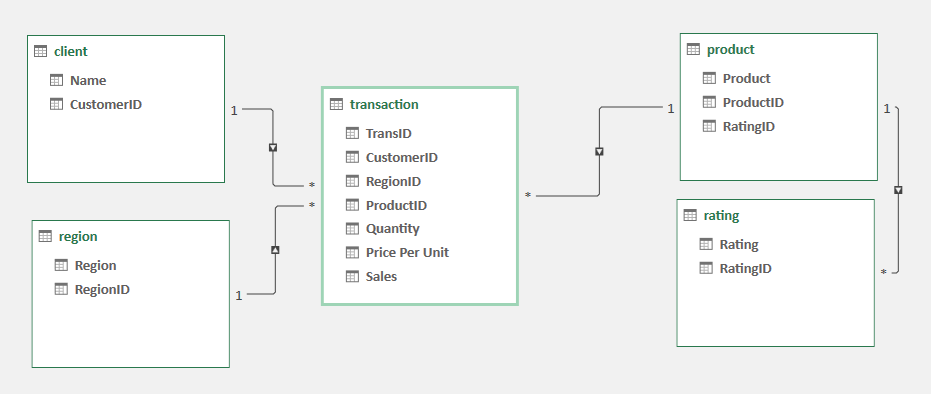 client
Name
CustomerID
1
*
region
Region
RegionID
1
*
transaction
TransID
CustomerID
RegionID
ProductID
Quantity
Price Per Unit
Sales
*
1
product
Product
ProductID
RatingID
1
rating
Rating
RatingID
*